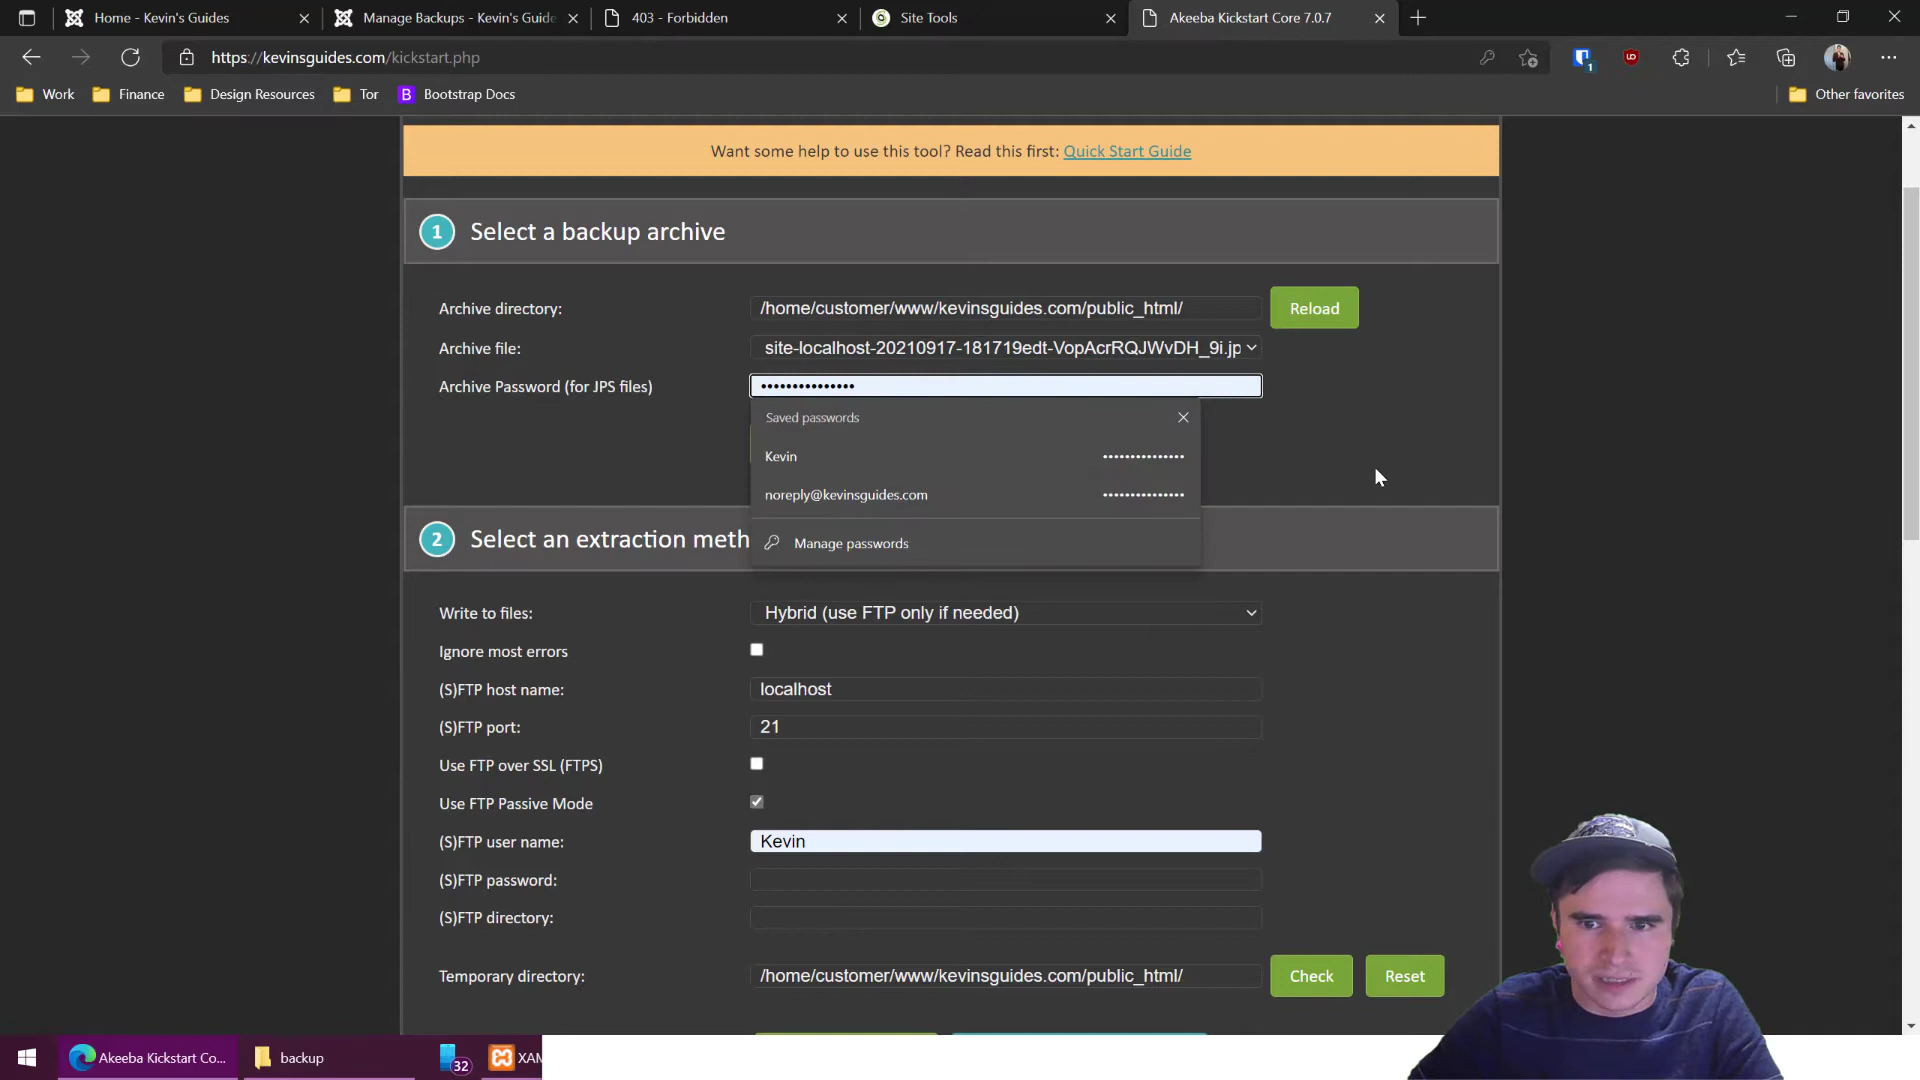 Home - Kevin's Guides
Manage Backups - Kevin's Guide
403 - Forbidden
Site Tools
Akeeba Kickstart Core 7.0.7
https://kevinsguides.com/kickstart.php
1
Work
Finance
Design Resources
Tor
B Bootstrap Docs
Other favorites
Want some help to use this tool? Read this first: Quick Start Guide
1 Select a backup archive
Archive directory: /home/customer/www/kevinsguides.com/public_html/ Reload
Archive file: site-localhost-20210917-181719edt-VopAcrRQJWvDH_9i.jp
Archive Password (for JPS files) •••••••••••••••
Saved passwords
Kevin •••••••••••••••
noreply@kevinsguides.com •••••••••••••••
2 Select an extraction meth
Manage passwords
Write to files: Hybrid (use FTP only if needed)
Ignore most errors
(S)FTP host name: localhost
(S)FTP port: 21
Use FTP over SSL (FTPS)
Use FTP Passive Mode
(S)FTP user name: Kevin
(S)FTP password:
(S)FTP directory:
Temporary directory: /home/customer/www/kevinsguides.com/public_html/ Check Reset
Akeeba Kickstart Co...
backup
32
XAM